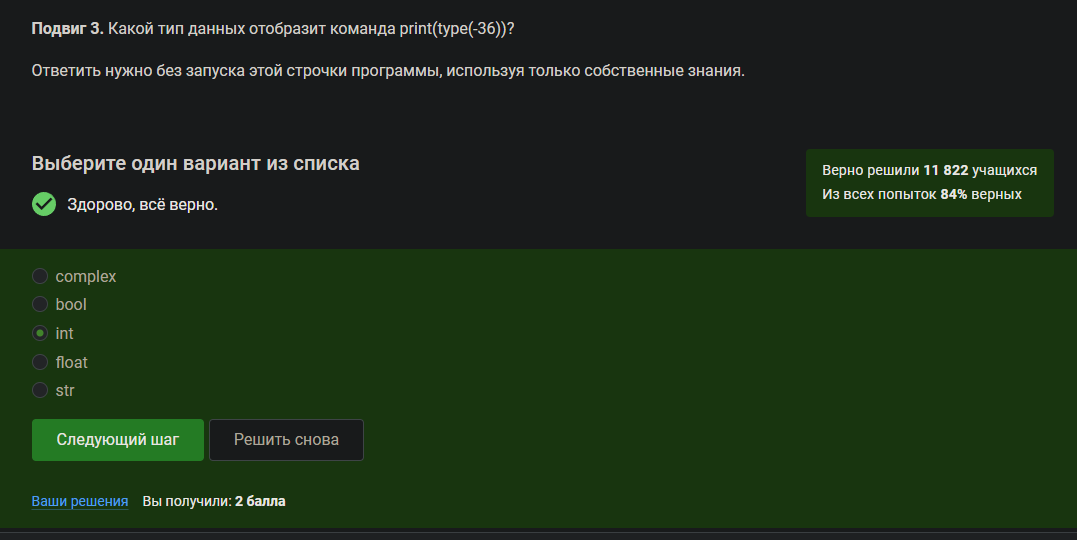 Подвиг 3. Какой тип данных отобразит команда print(type(-36))?
Ответить нужно без запуска этой строчки программы, используя только собственные знания.
Выберите один вариант из списка
Здорово, всё верно.
Верно решили 11 822 учащихся
Из всех попыток 84% верных
complex
bool
int
float
str
Следующий шаг
Решить снова
Ваши решения Вы получили: 2 балла